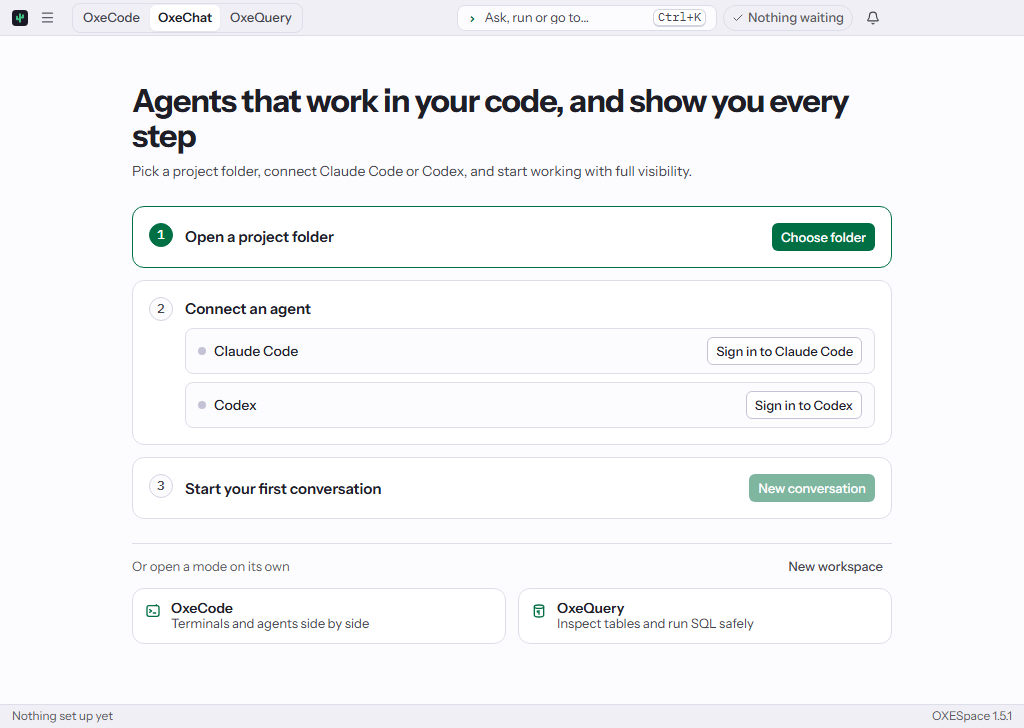 OxeCode OxeChat OxeQuery › Ask, run or go to... Ctrl+K Nothing waiting
Agents that work in your code, and show you every
step
Pick a project folder, connect Claude Code or Codex, and start working with full visibility.
1 Open a project folder Choose folder
2 Connect an agent
Claude Code Sign in to Claude Code
Codex Sign in to Codex
3 Start your first conversation New conversation
Or open a mode on its own New workspace
OxeCode
Terminals and agents side by side
OxeQuery
Inspect tables and run SQL safely
Nothing set up yet OXESpace 1.5.1